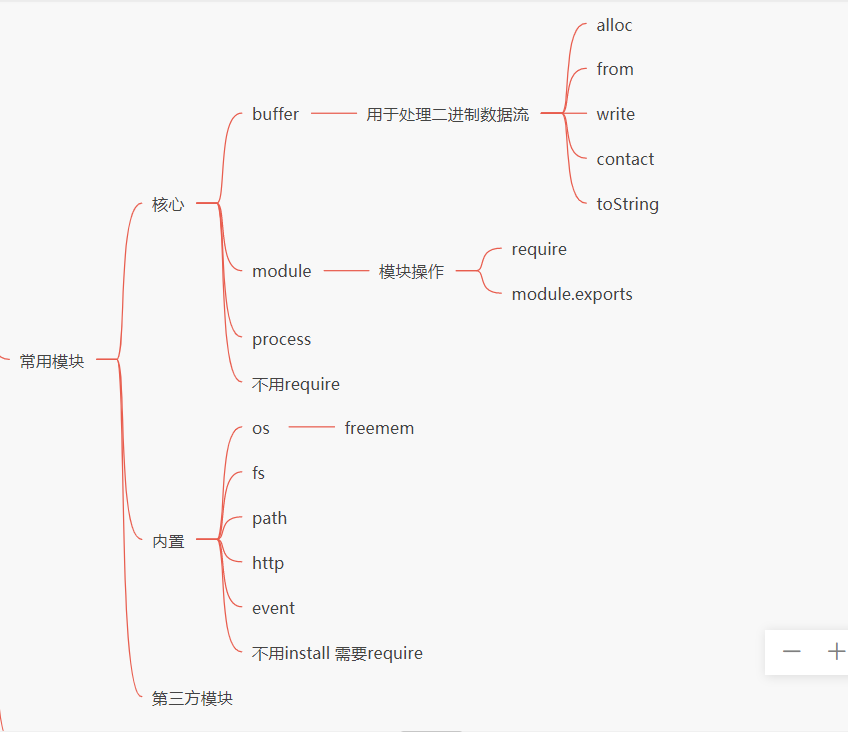 常用模块
核心
buffer
用于处理二进制数据流
alloc
from
write
contact
toString
module
模块操作
require
module.exports
process
不用require
内置
os
freemem
fs
path
http
event
不用install 需要require
第三方模块